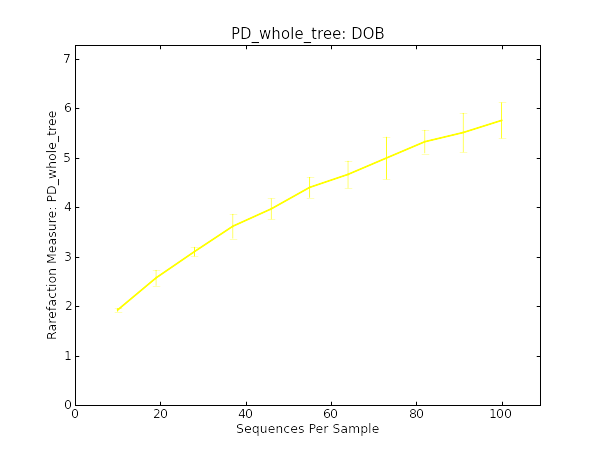 PD_whole_tree: DOB
Rarefaction Measure: PD_whole_tree
7
6
5
4
3
2
1
0
0 20 40 60 80 100
Sequences Per Sample